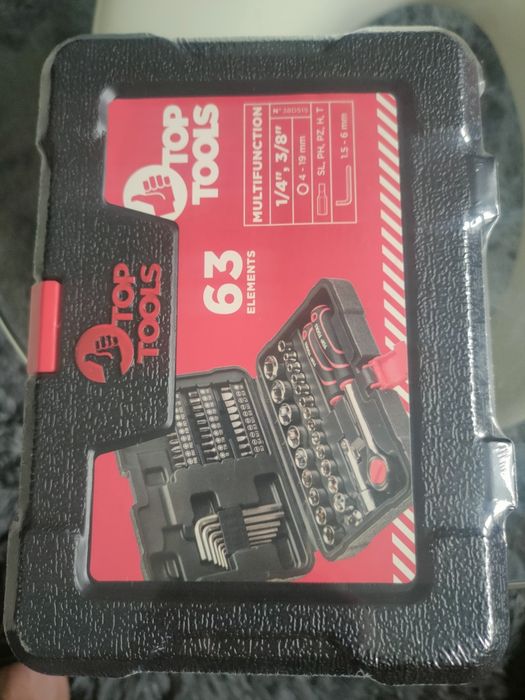 TOP
TOOLS
MULTIFUNCTION
N° 38D515
1/4", 3/8"
4 - 19 mm
SL, PH, PZ, H, T
1.5 - 6 mm
63
ELEMENTS
TOP
TOOLS